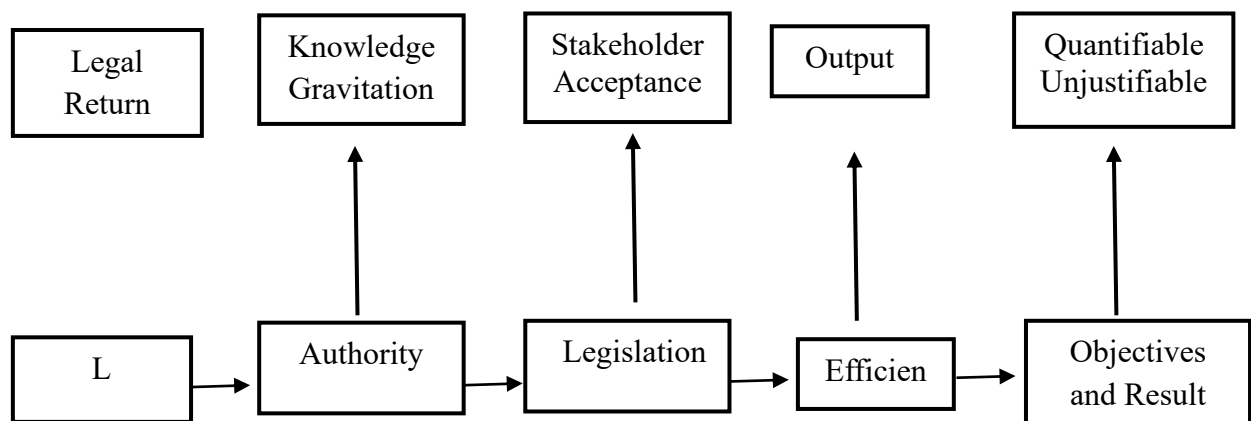 Legal
Return
Knowledge
Gravitation
Stakeholder
Acceptance
Output
Quantifiable
Unjustifiable
L
Authority
Legislation
Efficien
Objectives
and Result